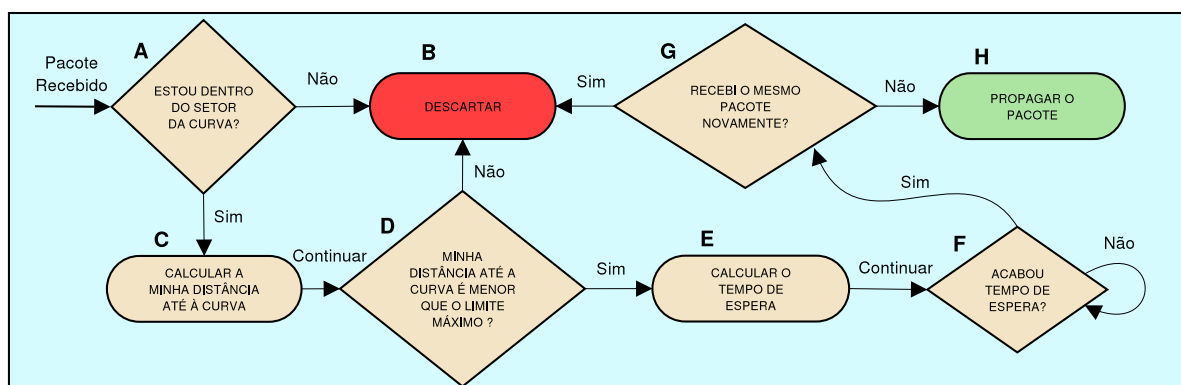 Pacote
Recebido
A
ESTOU DENTRO
DO SETOR
DA CURVA?
Não
B
DESCARTAR
Sim
G
RECEBI O MESMO
PACOTE
NOVAMENTE?
Não
H
PROPAGAR O
PACOTE
Sim
C
CALCULAR A
MINHA DISTÂNCIA
ATÉ À CURVA
Continuar
Não
D
MINHA
DISTÂNCIA ATÉ A
CURVA É MENOR
QUE O LIMITE
MÁXIMO ?
Sim
E
CALCULAR O
TEMPO DE
ESPERA
Continuar
Sim
F
ACABOU
TEMPO DE
ESPERA?
Não